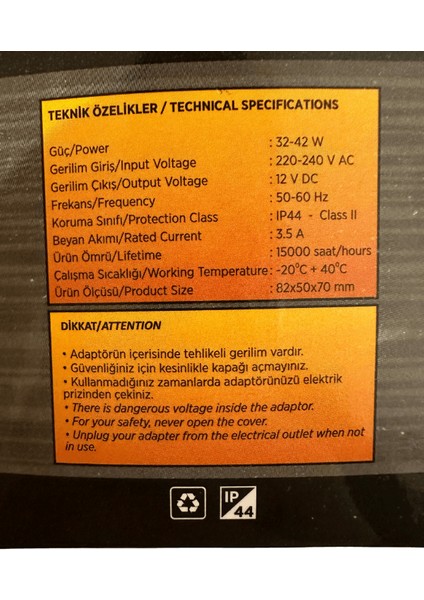 TEKNİK ÖZELİKLER / TECHNICAL SPECIFICATIONS
Güç/Power : 32-42 W
Gerilim Giriş/Input Voltage : 220-240 V AC
Gerilim Çıkış/Output Voltage : 12 V DC
Frekans/Frequency : 50-60 Hz
Koruma Sınıfı/Protection Class : IP44 - Class II
Beyan Akımı/Rated Current : 3.5 A
Ürün Ömrü/Lifetime : 15000 saat/hours
Çalışma Sıcaklığı/Working Temperature : -20°C + 40°C
Ürün Ölçüsü/Product Size : 82x50x70 mm
DİKKAT/ATTENTION
• Adaptörün içerisinde tehlikeli gerilim vardır.
• Güvenliğiniz için kesinlikle kapağı açmayınız.
• Kullanmadığınız zamanlarda adaptörünüzü elektrik
prizinden çekiniz.
• There is dangerous voltage inside the adaptor.
• For your safety, never open the cover.
• Unplug your adapter from the electrical outlet when not
in use.
IP
44